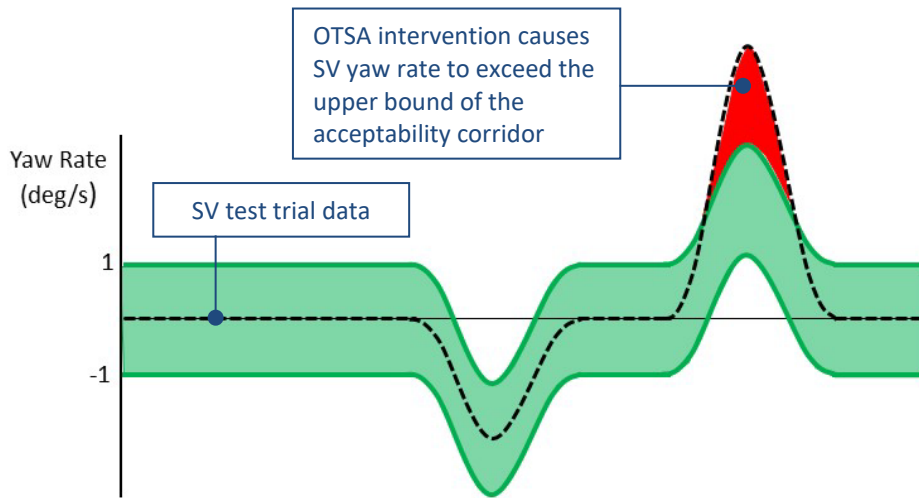 OTSA intervention causes
SV yaw rate to exceed the
upper bound of the
acceptability corridor
Yaw Rate
(deg/s)
SV test trial data
1
-1